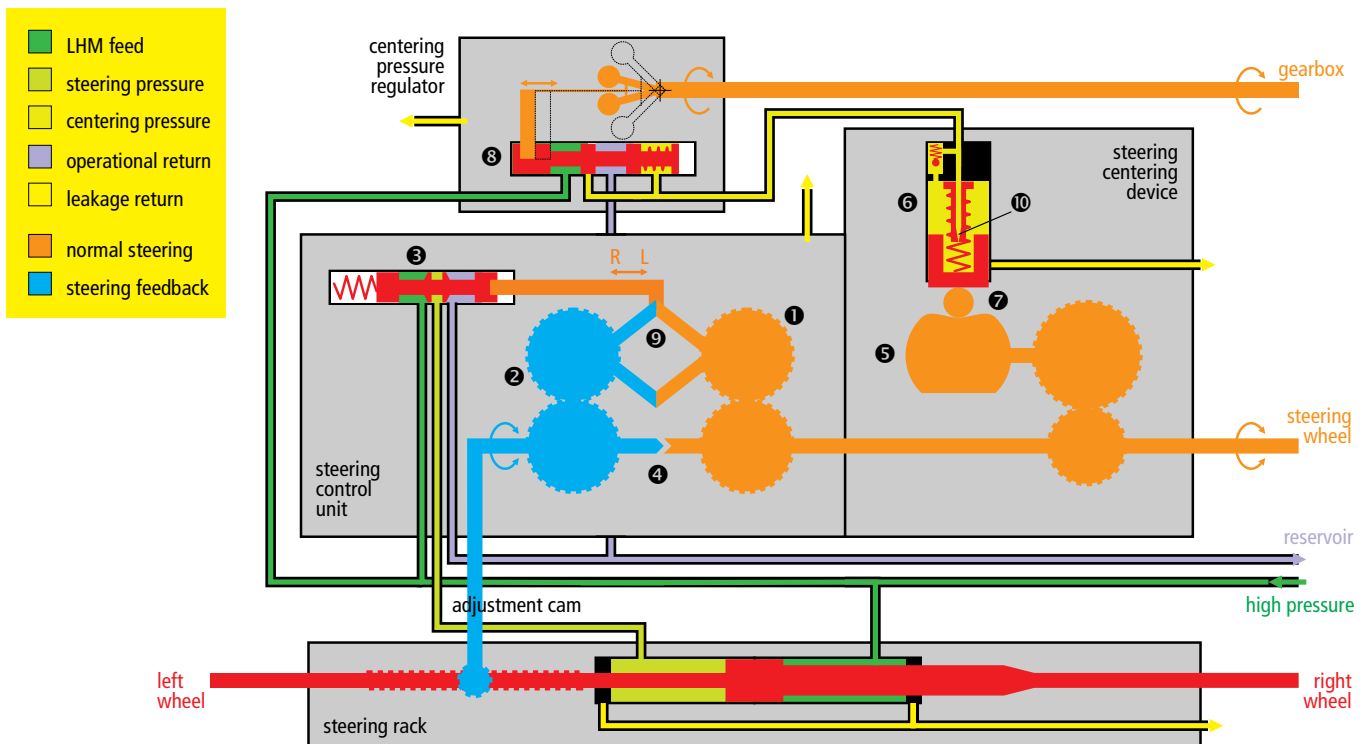 LHM feed
steering pressure
centering pressure
operational return
leakage return
normal steering
steering feedback
centering
pressure
regulator
gearbox
❽
steering
centering
device
❻
❿
❸
R L
❶
❼
❾
❷
❺
steering
wheel
❹
steering
control
unit
reservoir
high pressure
adjustment cam
left
wheel
right
wheel
steering rack